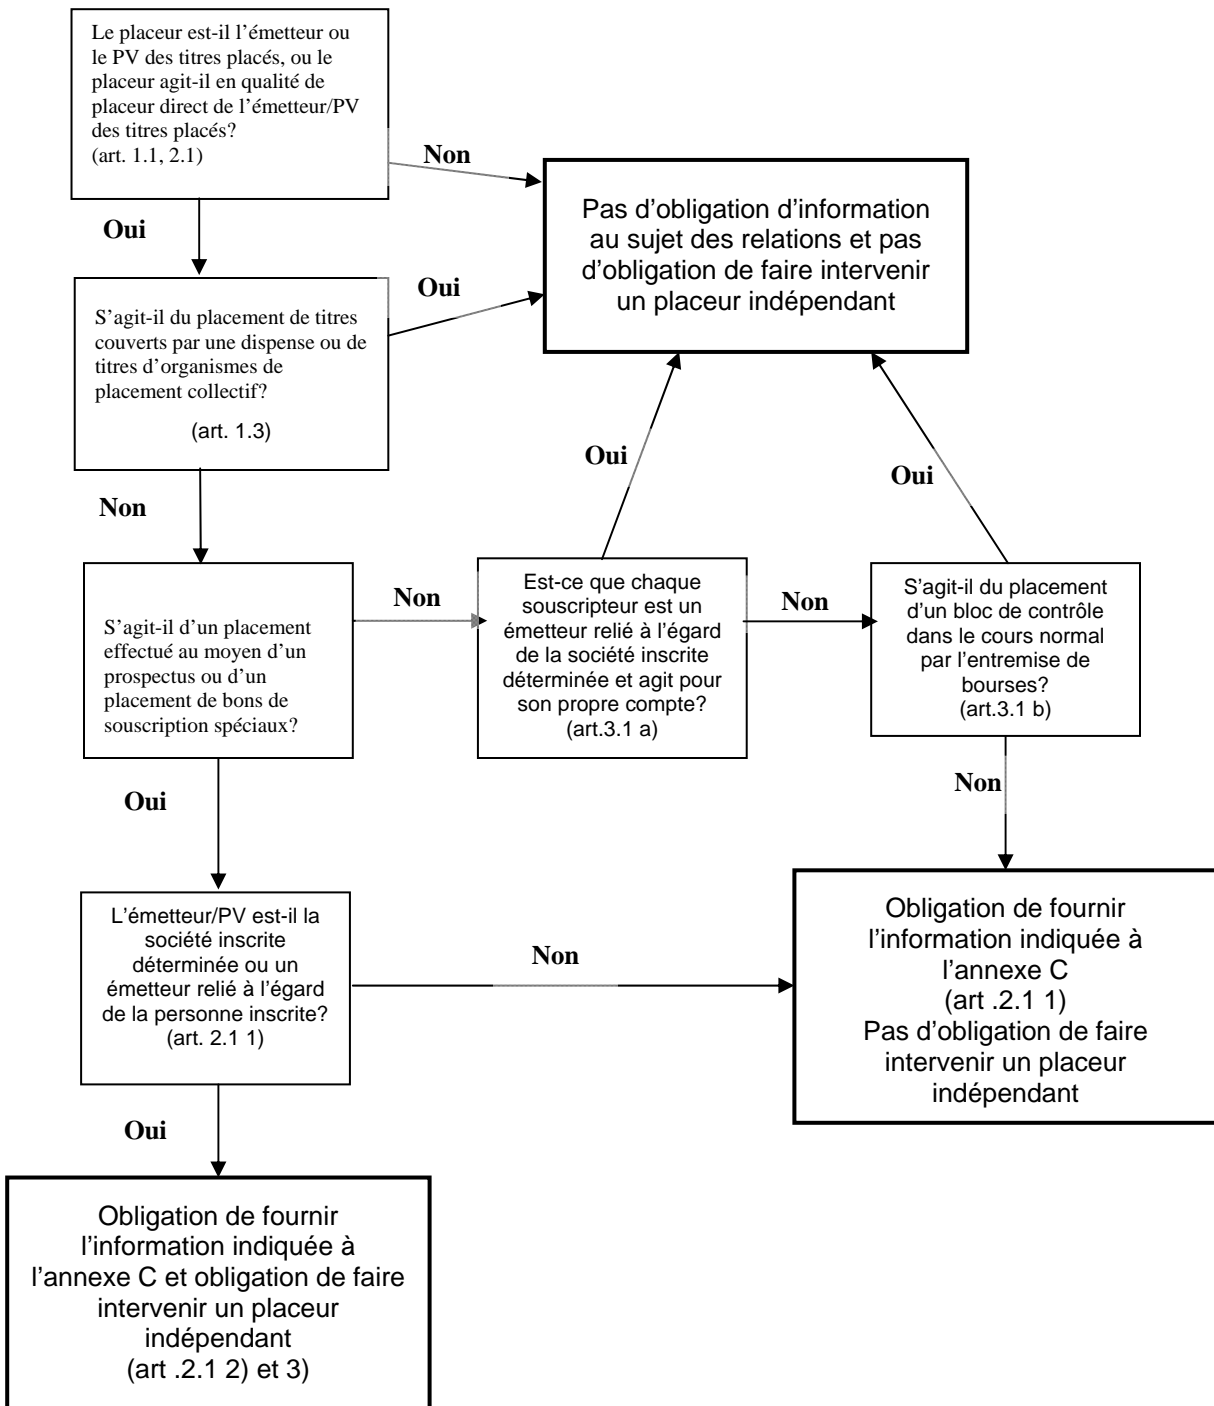 Le placeur est-il l'émetteur ou
le PV des titres placés, ou le
placeur agit-il en qualité de
placeur direct de l'émetteur/PV
des titres placés?
(art. 1.1, 2.1)
Non
Oui
Pas d'obligation d'information
au sujet des relations et pas
d'obligation de faire intervenir
un placeur indépendant
Oui
S'agit-il du placement de titres
couverts par une dispense ou de
titres d'organismes de
placement collectif?
(art. 1.3)
Oui
Oui
Non
S'agit-il d'un placement
effectué au moyen d'un
prospectus ou d'un
placement de bons de
souscription spéciaux?
Non
Est-ce que chaque
souscripteur est un
émetteur relié à l'égard
de la société inscrite
déterminée et agit pour
son propre compte?
(art.3.1 a)
Non
S'agit-il du placement
d'un bloc de contrôle
dans le cours normal
par l'entremise de
bourses?
(art.3.1 b)
Oui
Non
L'émetteur/PV est-il la
société inscrite
déterminée ou un
émetteur relié à l'égard
de la personne inscrite?
(art. 2.1 1)
Non
Obligation de fournir
l'information indiquée à
l'annexe C
(art .2.1 1)
Pas d'obligation de faire
intervenir un placeur
indépendant
Oui
Obligation de fournir
l'information indiquée à
l'annexe C et obligation de faire
intervenir un placeur
indépendant
(art .2.1 2) et 3)